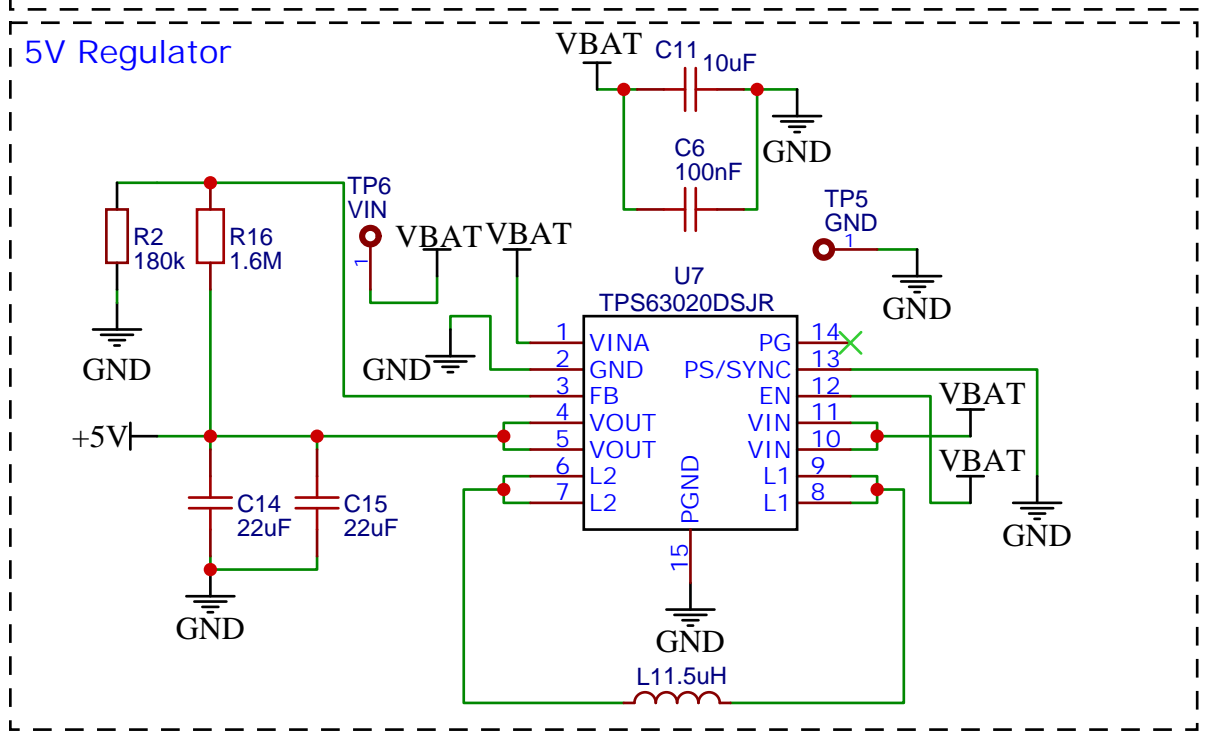 5V Regulator
VBAT
C11
10uF
GND
C6
100nF
TP6
VIN
1
VBAT
VBAT
TP5
GND
1
GND
R2
180k
R16
1.6M
GND
GND
U7
TPS63020DSJR
1
VINA
2
GND
3
FB
4
VOUT
5
VOUT
6
L2
7
L2
PG
14
PS/SYNC
13
EN
12
VIN
11
VIN
10
L1
9
L1
8
PGND
15
GND
VBAT
VBAT
GND
+5V
C14
22uF
C15
22uF
GND
L11.5uH